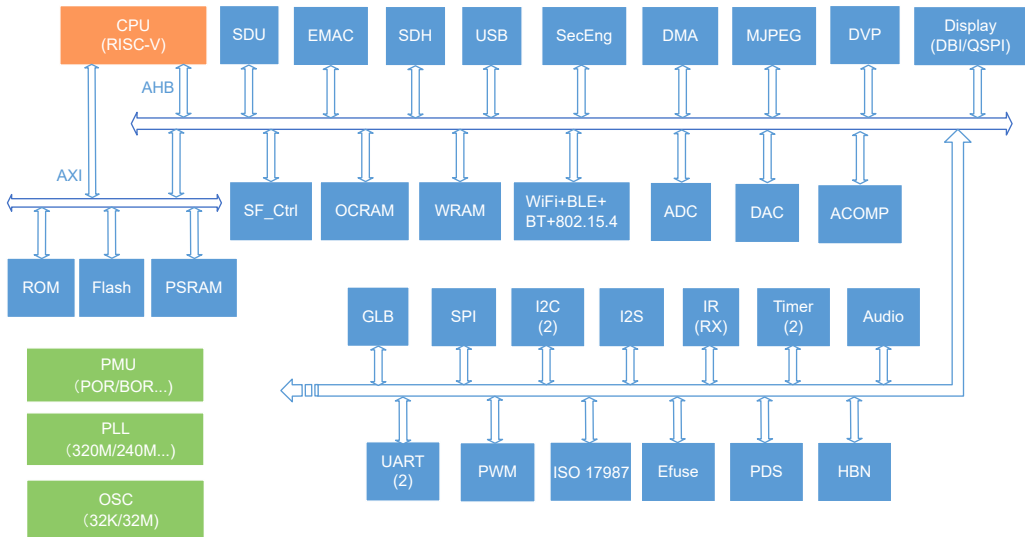 CPU
(RISC-V)
SDU
EMAC
SDH
USB
SecEng
DMA
MJPEG
DVP
Display
(DBI/QSPI)
AHB
AXI
SF_Ctrl
OCRAM
WRAM
WiFi+BLE+
BT+802.15.4
ADC
DAC
ACOMP
ROM
Flash
PSRAM
GLB
SPI
I2C
(2)
I2S
IR
(RX)
Timer
(2)
Audio
PMU
(POR/BOR...)
PLL
(320M/240M...)
OSC
(32K/32M)
UART
(2)
PWM
ISO 17987
Efuse
PDS
HBN